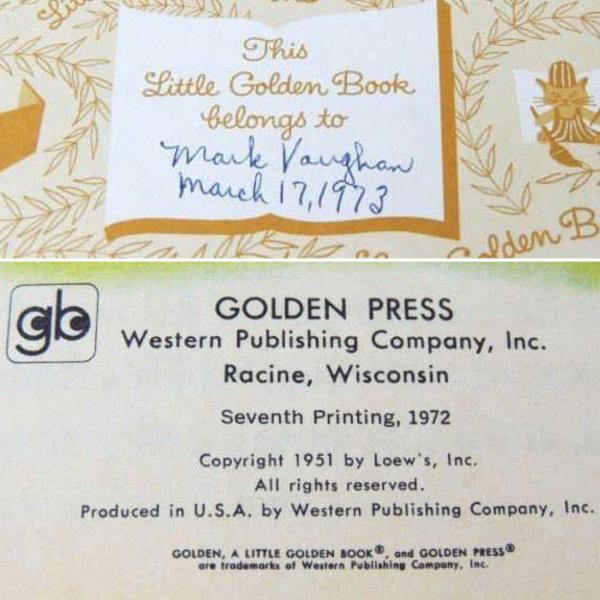 Little
This
Little Golden Book
belongs to
Mark Vaughan
March 17, 1973
Golden B
gb
GOLDEN PRESS
Western Publishing Company, Inc.
Racine, Wisconsin
Seventh Printing, 1972
Copyright 1951 by Loew's, Inc.
All rights reserved.
Produced in U.S.A. by Western Publishing Company, Inc.
GOLDEN, A LITTLE GOLDEN BOOK®, and GOLDEN PRESS®
are trademarks of Western Publishing Company, Inc.